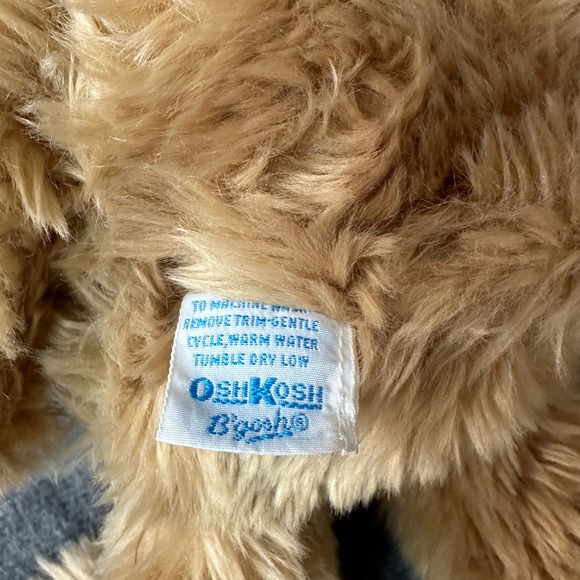 TO MACHINE WASH
REMOVE TRIM-GENTLE
CYCLE, WARM WATER
TUMBLE DRY LOW
OSHKOSH
B'gosh®